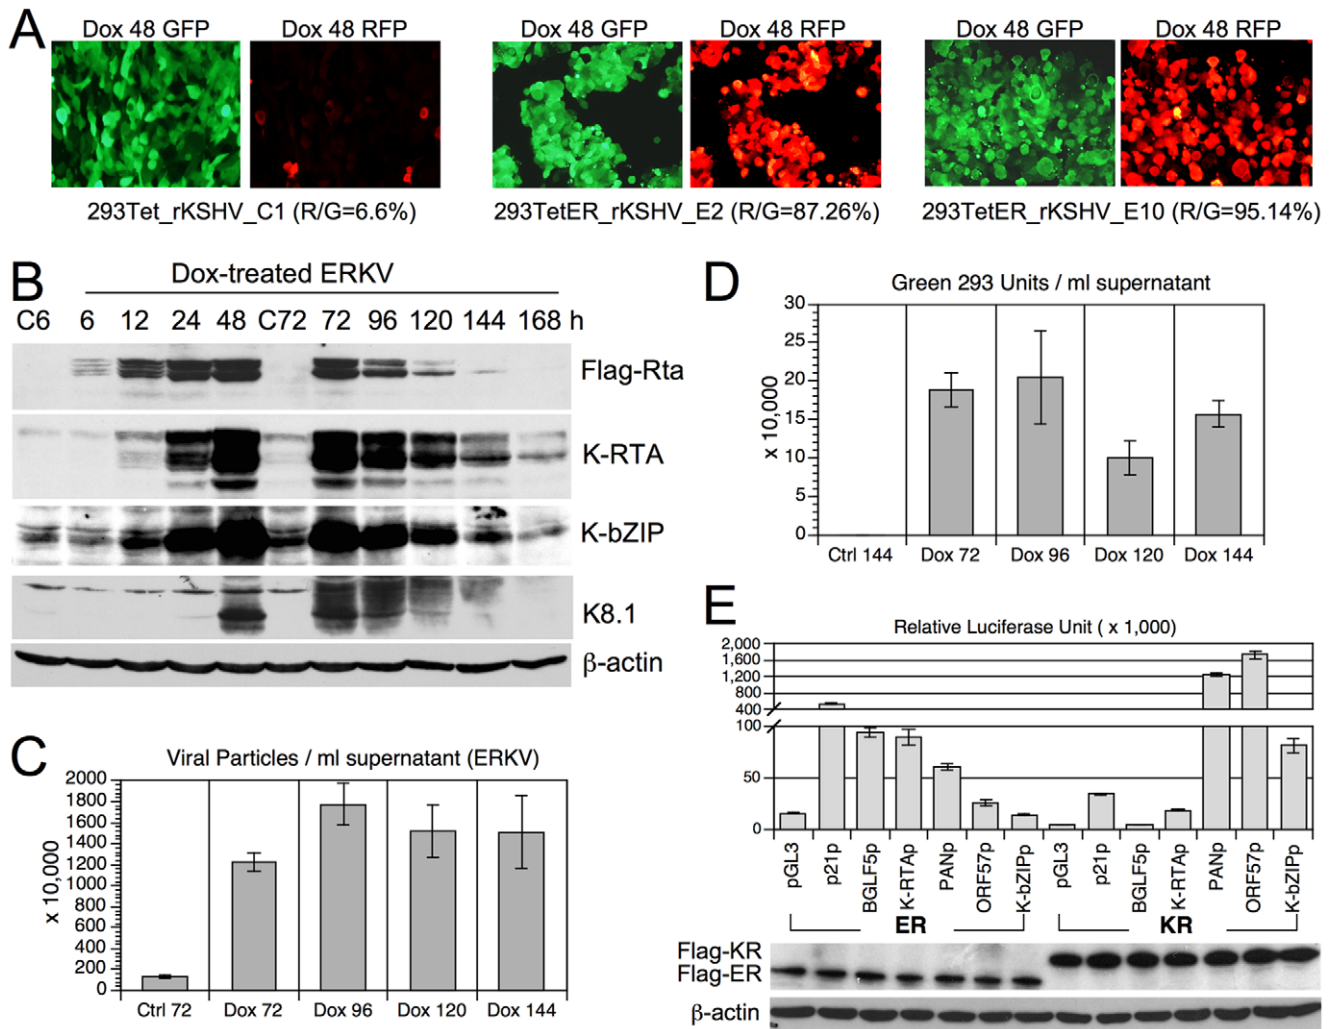 A
Dox 48 GFP Dox 48 RFP Dox 48 GFP Dox 48 RFP Dox 48 GFP Dox 48 RFP
293Tet_rKSHV_C1 (R/G=6.6%) 293TetER_rKSHV_E2 (R/G=87.26%) 293TetER_rKSHV_E10 (R/G=95.14%)
B
Dox-treated ERKV
C6 6 12 24 48 C72 72 96 120 144 168 h
Flag-Rta
K-RTA
K-bZIP
K8.1
β-actin
C
Viral Particles / ml supernatant (ERKV)
x 10,000
2000
1800
1600
1400
1200
1000
800
600
400
200
0
Ctrl 72 Dox 72 Dox 96 Dox 120 Dox 144
D
Green 293 Units / ml supernatant
x 10,000
30
25
20
15
10
5
0
Ctrl 144 Dox 72 Dox 96 Dox 120 Dox 144
E
Relative Luciferase Unit ( x 1,000)
2,000
1,600
1,200
800
400
100
50
0
pGL3 p21p BGLF5p K-RTAp PANp ORF57p K-bZIPp pGL3 p21p BGLF5p K-RTAp PANp ORF57p K-bZIPp
ER KR
Flag-KR
Flag-ER
β-actin